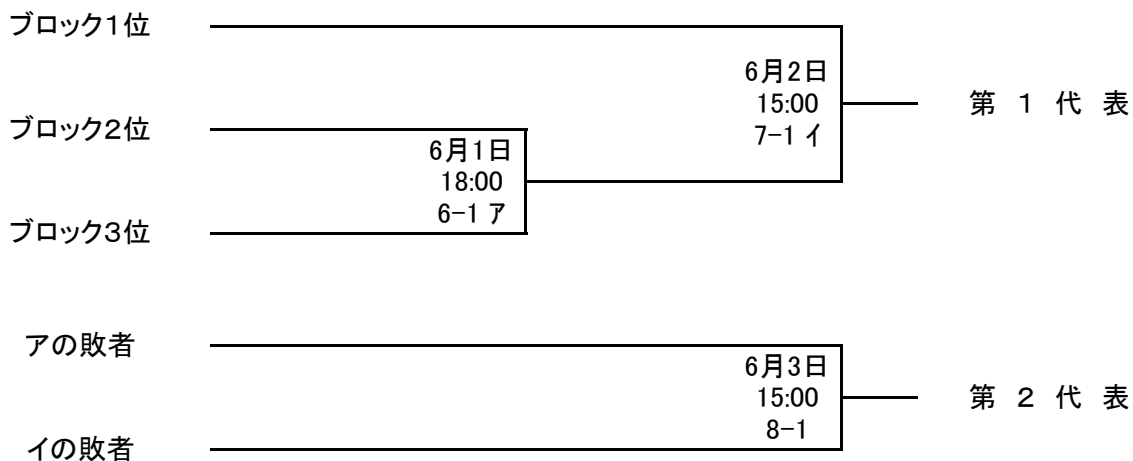 ブロック１位
6月2日
15:00
7-1 ｲ
第 １ 代 表
ブロック２位
6月1日
18:00
6-1 ｱ
ブロック３位
アの敗者
6月3日
15:00
8-1
第 ２ 代 表
イの敗者